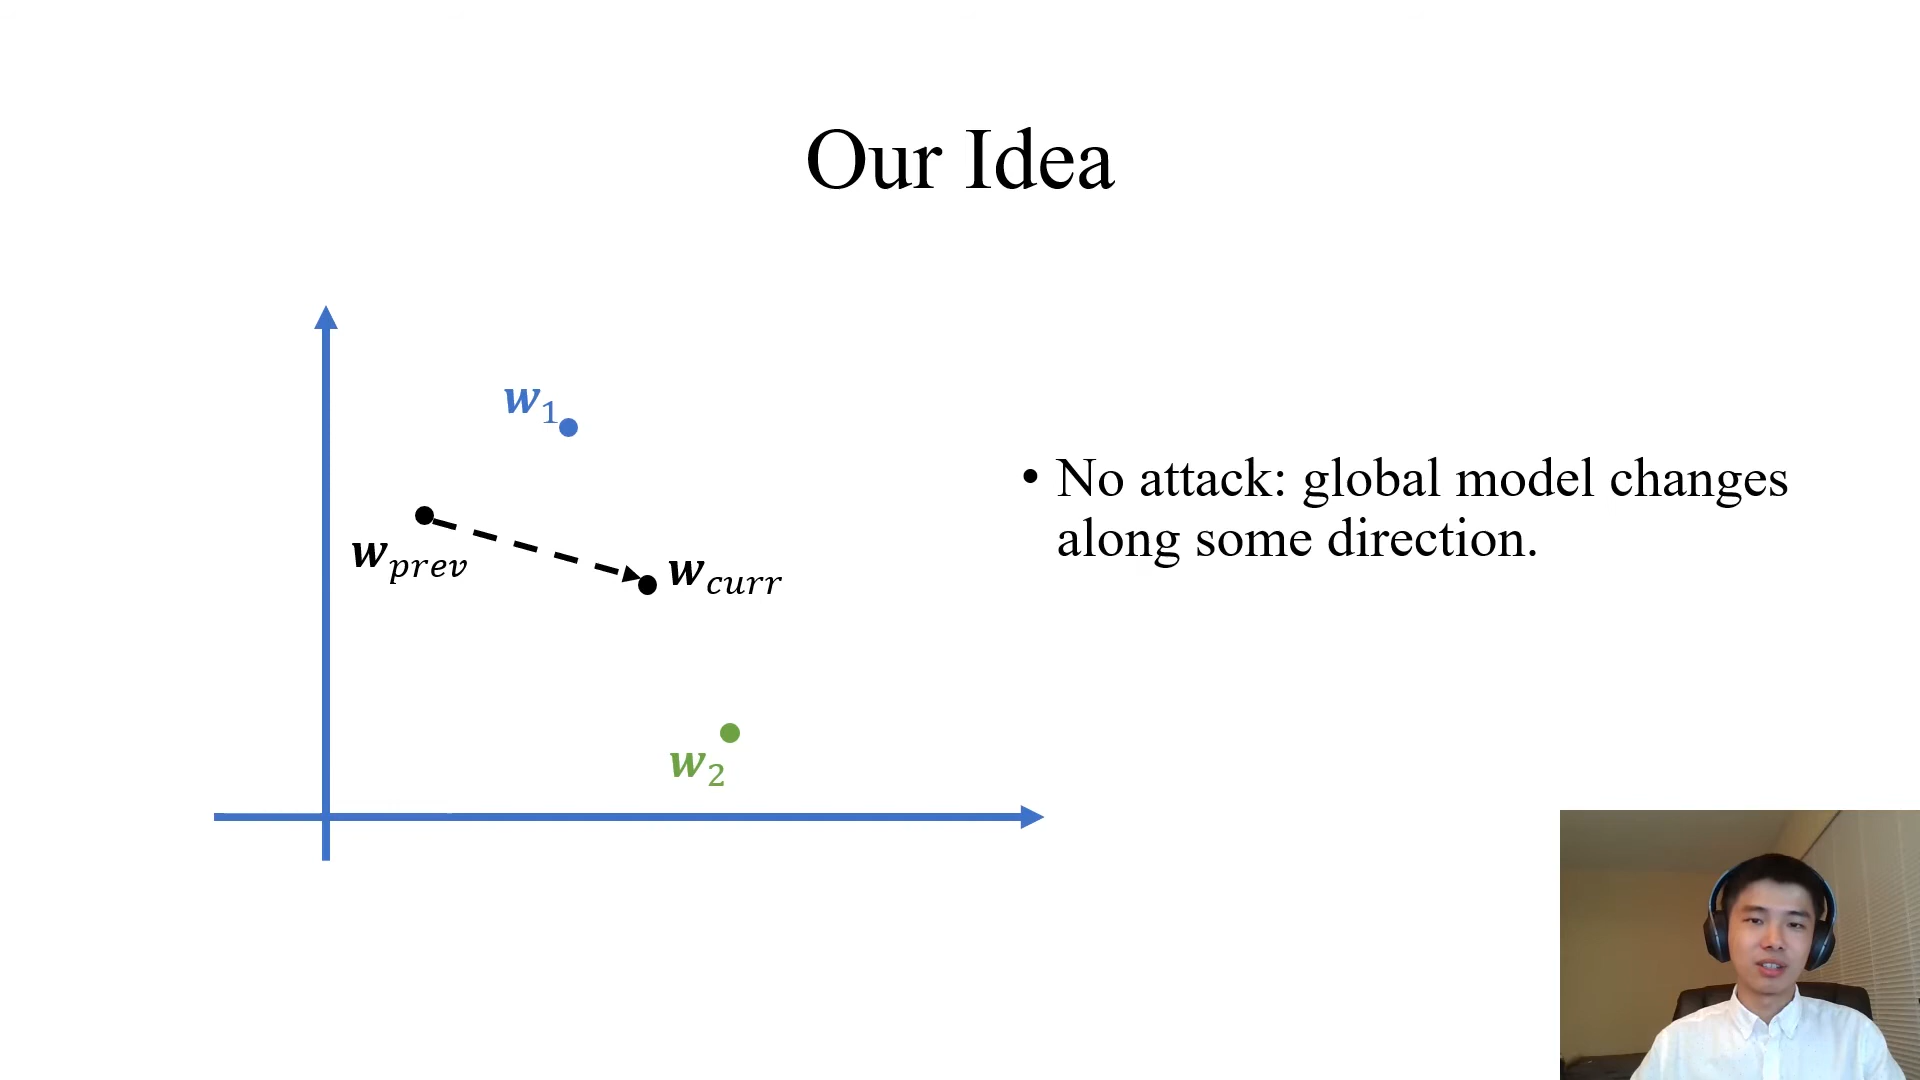 Our Idea
w₁
w_prev
w_curr
w₂
• No attack: global model changes
along some direction.